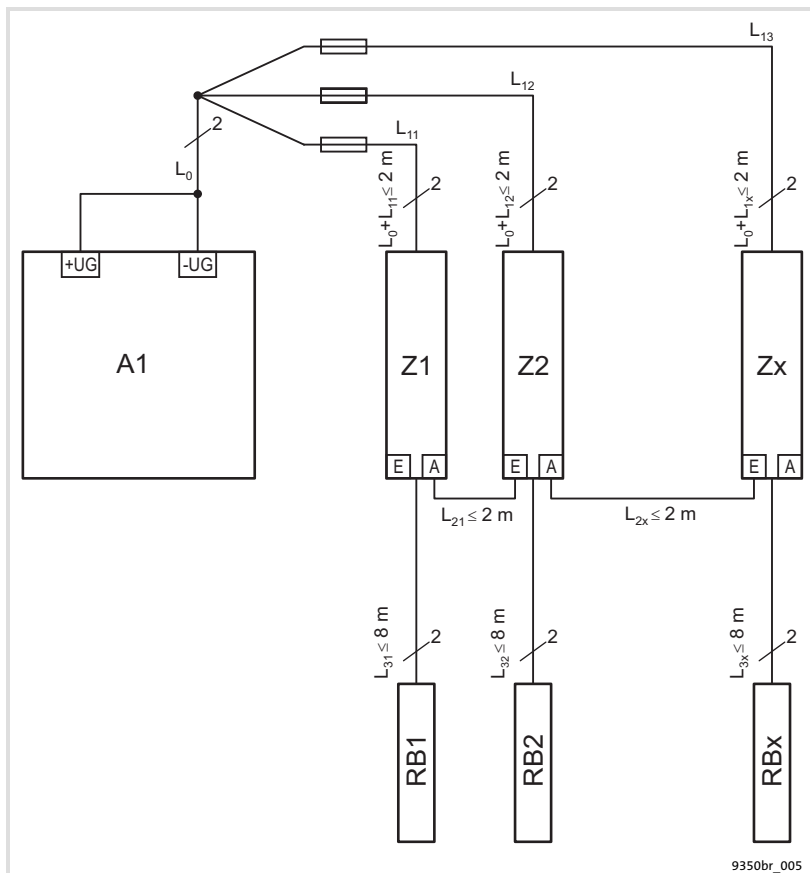 L13
L12
2
L11
L0
L0+L11≤ 2 m
2
L0+L12≤ 2 m
2
L0+L1x≤ 2 m
2
+UG
-UG
A1
Z1
Z2
Zx
E
A
E
A
E
A
L21≤ 2 m
L2x≤ 2 m
L31≤ 8 m
2
L32≤ 8 m
2
L3x≤ 8 m
2
RB1
RB2
RBx
9350br_005